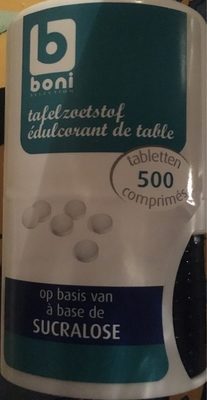 b
boni
SELECTION
tafelzoetstof
édulcorant de table
tabletten
500
comprimés
op basis van
à base de
SUCRALOSE